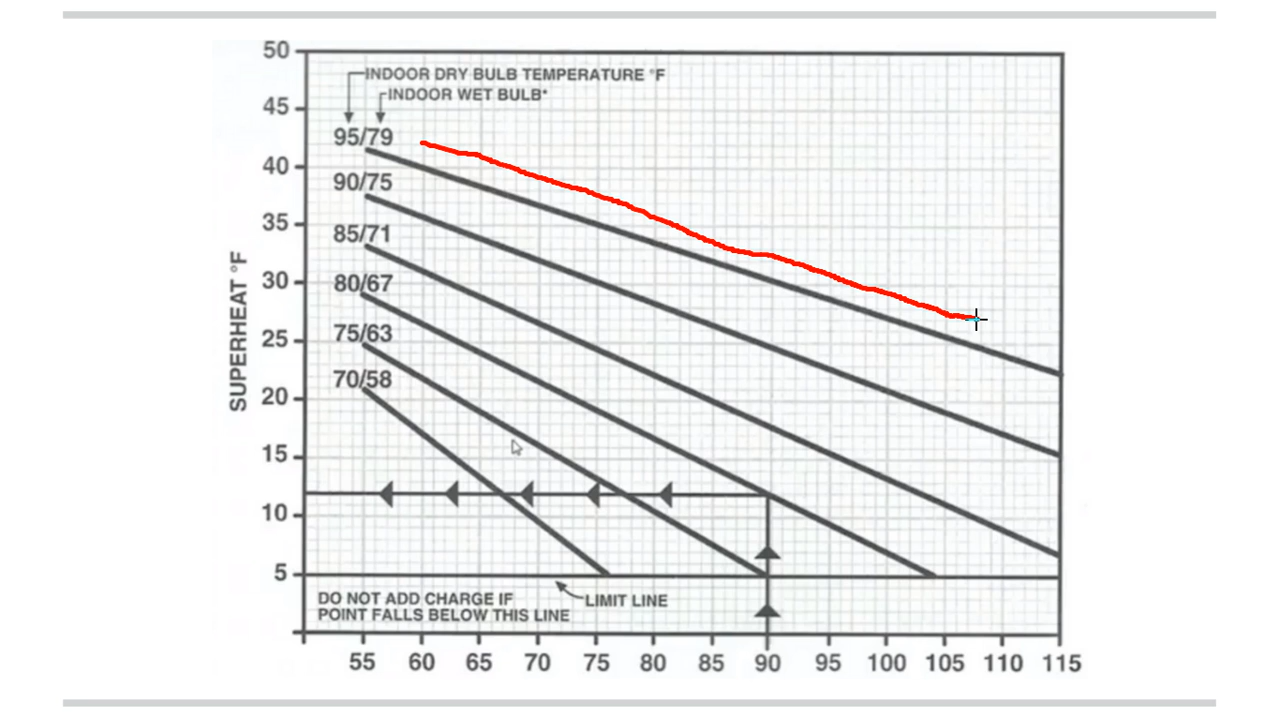 50
INDOOR DRY BULB TEMPERATURE °F
INDOOR WET BULB*
45
95/79
40
90/75
35
85/71
30
80/67
25
75/63
20
70/58
15
10
5
SUPERHEAT °F
DO NOT ADD CHARGE IF
POINT FALLS BELOW THIS LINE
LIMIT LINE
55 60 65 70 75 80 85 90 95 100 105 110 115